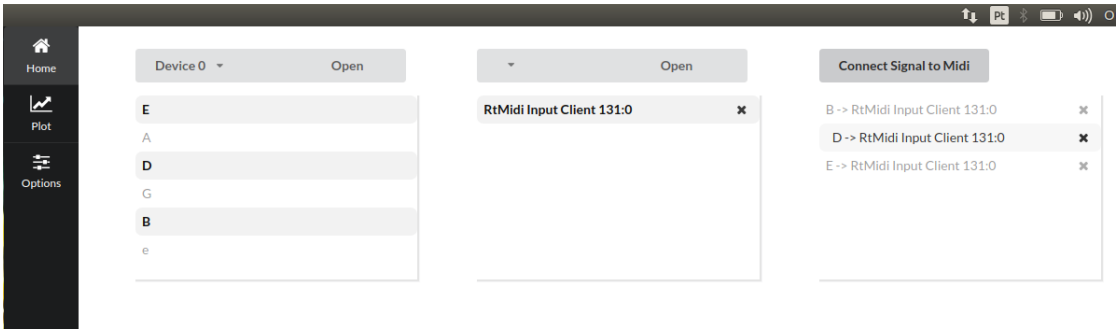 Pt
Home
Plot
Options
Device 0 Open
E
A
D
G
B
e
Open
RtMidi Input Client 131:0
Connect Signal to Midi
B -> RtMidi Input Client 131:0
D -> RtMidi Input Client 131:0
E -> RtMidi Input Client 131:0